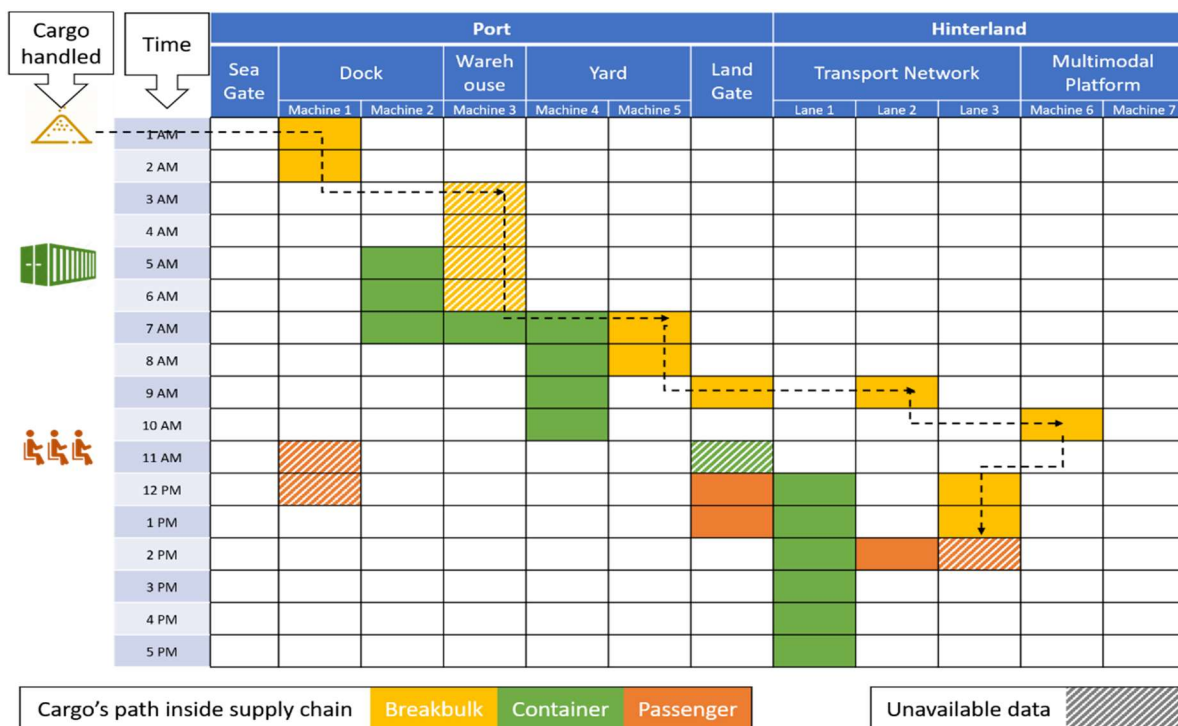 Cargo
handled
Time
Port
Hinterland
Sea
Gate
Dock
Wareh
ouse
Yard
Land
Gate
Transport Network
Multimodal
Platform
Machine 1
Machine 2
Machine 3
Machine 4
Machine 5
Lane 1
Lane 2
Lane 3
Machine 6
Machine 7
1 AM
2 AM
3 AM
4 AM
5 AM
6 AM
7 AM
8 AM
9 AM
10 AM
11 AM
12 PM
1 PM
2 PM
3 PM
4 PM
5 PM
Cargo's path inside supply chain
Breakbulk
Container
Passenger
Unavailable data